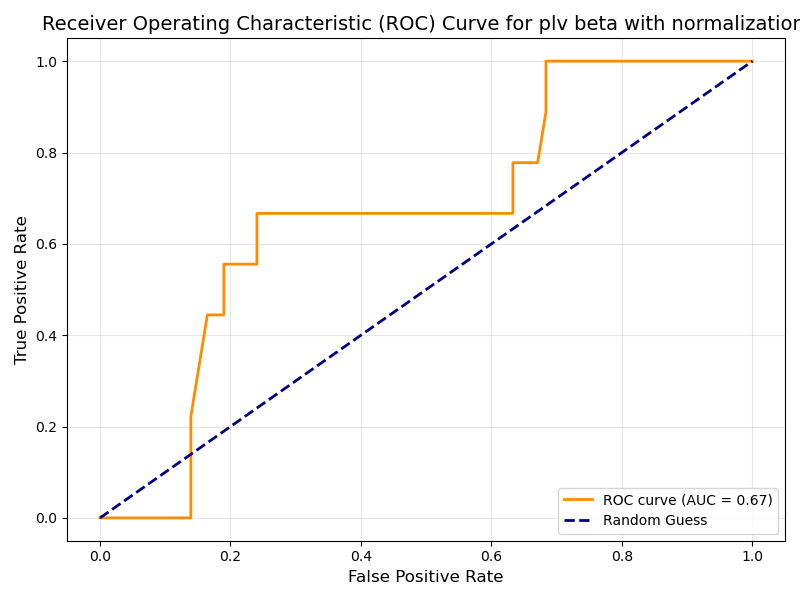 Receiver Operating Characteristic (ROC) Curve for plv beta with normalization
1.0
0.8
0.6
0.4
0.2
0.0
True Positive Rate
0.0 0.2 0.4 0.6 0.8 1.0
False Positive Rate
ROC curve (AUC = 0.67)
Random Guess